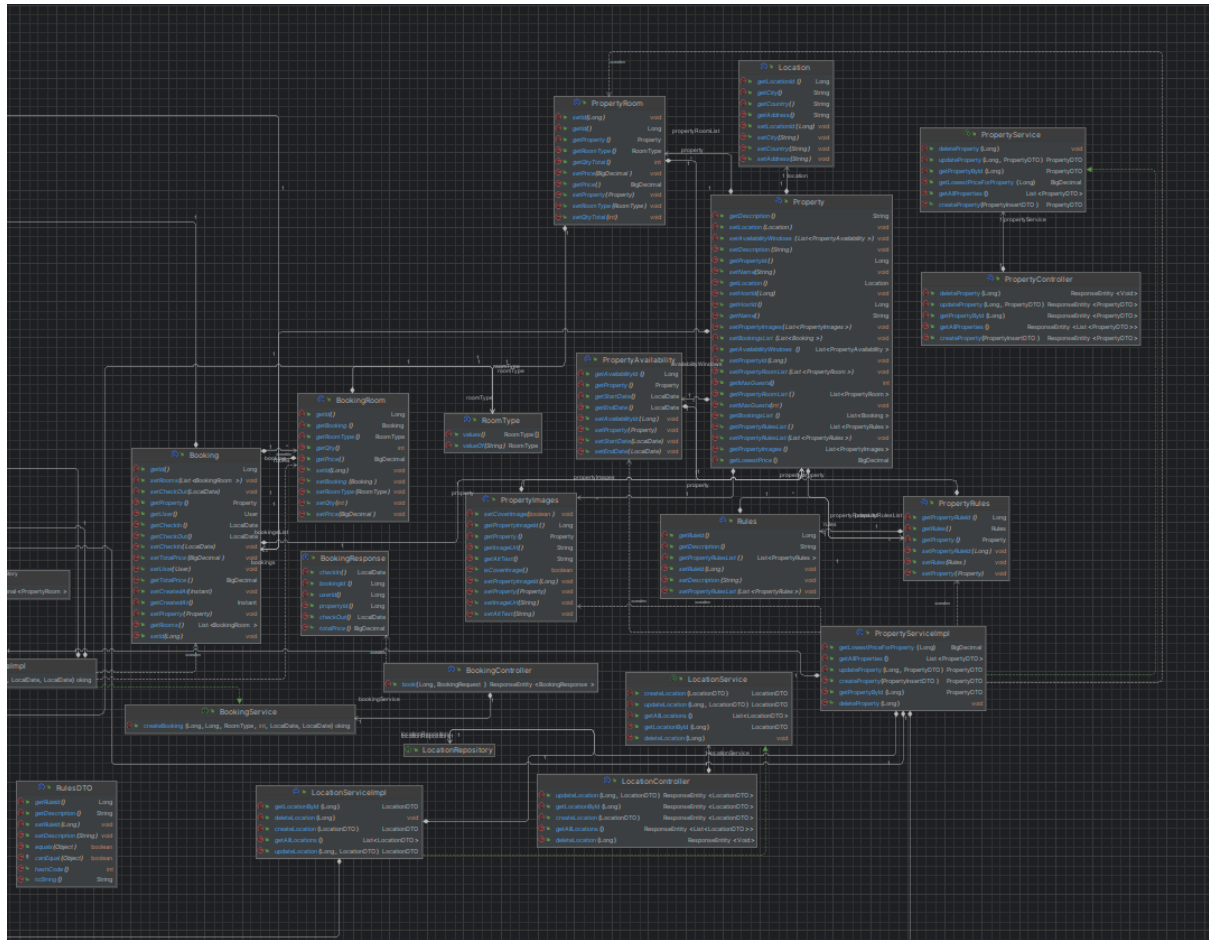 Location
getLocationId () Long
getCity() String
getCountry() String
getAddress() String
setLocationId(Long) void
setCity(String) void
setCountry(String) void
setAddress(String) void
PropertyRoom
setId(Long) void
getId() Long
getProperty () Property
getRoomType () RoomType
getQtyTotal() int
setPrice(BigDecimal ) void
getPrice() BigDecimal
setProperty (Property) void
setRoomType (RoomType) void
setQtyTotal(int) void
propertyRoomList
property
1 location
PropertyService
deleteProperty (Long) void
updateProperty (Long, PropertyDTO ) PropertyDTO
getPropertyById (Long) PropertyDTO
getLowestPriceForProperty (Long) BigDecimal
getAllProperties () List <PropertyDTO >
createProperty(PropertyInsertDTO ) PropertyDTO
1 propertyService
PropertyController
deleteProperty (Long) ResponseEntity <Void>
updateProperty (Long, PropertyDTO) ResponseEntity <PropertyDTO>
getPropertyById (Long) ResponseEntity <PropertyDTO>
getAllProperties () ResponseEntity <List <PropertyDTO>>
createProperty(PropertyInsertDTO) ResponseEntity <PropertyDTO>
Property
getDescription () String
setLocation (Location) void
setAvailabilityWindows (List<PropertyAvailability >) void
setDescription (String) void
getPropertyId() Long
setName(String) void
getLocation () Location
setHostId(Long) void
getHostId() Long
getName() String
setPropertyImages (List<PropertyImages >) void
setBookingsList (List<Booking >) void
getAvailabilityWindows () List<PropertyAvailability >
setPropertyId(Long) void
setPropertyRoomList (List<PropertyRoom >) void
getMaxGuests() int
getPropertyRoomList () List<PropertyRoom >
setMaxGuests(int) void
getBookingsList () List<Booking >
getPropertyRulesList () List <PropertyRules >
setPropertyRulesList (List <PropertyRules >) void
getPropertyImages () List<PropertyImages >
getLowestPrice () BigDecimal
PropertyAvailability
getAvailabilityId () Long
getProperty () Property
getStartDate() LocalDate
getEndDate() LocalDate
setAvailabilityId (Long) void
setProperty(Property) void
setStartDate(LocalDate) void
setEndDate(LocalDate) void
RoomType
values() RoomType[]
valueOf(String) RoomType
roomType
BookingRoom
getId() Long
getBooking () Booking
getRoomType () RoomType
getQty() int
getPrice() BigDecimal
setId(Long) void
setBooking (Booking ) void
setRoomType (RoomType) void
setQty(int) void
setPrice(BigDecimal ) void
Booking
getId() Long
setRooms(List<BookingRoom >) void
setCheckOut(LocalDate) void
getProperty () Property
getUser() User
getCheckIn() LocalDate
getCheckOut() LocalDate
setCheckIn(LocalDate) void
setTotalPrice(BigDecimal ) void
setUser(User) void
getTotalPrice () BigDecimal
setCreatedAt(Instant) void
getCreatedAt() Instant
setProperty (Property) void
getRooms() List <BookingRoom >
setId(Long) void
bookings
BookingResponse
checkIn() LocalDate
bookingId () Long
userId() Long
propertyId() Long
checkOut() LocalDate
totalPrice() BigDecimal
propertyImages
property
PropertyImages
setCoverImage(boolean ) void
getPropertyImageId () Long
getProperty () Property
getImageUrl() String
getAltText() String
isCoverImage() boolean
setPropertyImageId (Long) void
setProperty(Property) void
setImageUrl(String) void
setAltText(String) void
property
Rules
getRuleId() Long
getDescription() String
getPropertyRulesList () List<PropertyRules >
setRuleId(Long) void
setDescription(String) void
setPropertyRulesList (List <PropertyRules >) void
rules
PropertyRules
getPropertyRuleId () Long
getRules() Rules
getProperty () Property
setPropertyRuleId (Long) void
setRules(Rules) void
setProperty(Property) void
PropertyServiceImpl
getLowestPriceForProperty (Long) BigDecimal
getAllProperties () List <PropertyDTO >
updateProperty (Long, PropertyDTO ) PropertyDTO
createProperty(PropertyInsertDTO ) PropertyDTO
getPropertyById (Long) PropertyDTO
deleteProperty (Long) void
eImpl
, LocalDate, LocalDate) oking
BookingController
book(Long, BookingRequest ) ResponseEntity <BookingResponse >
bookingService
BookingService
createBooking (Long, Long, RoomType, int, LocalDate, LocalDate) oking
LocationRepository
LocationService
createLocation (LocationDTO) LocationDTO
updateLocation (Long, LocationDTO) LocationDTO
getAllLocations () List<LocationDTO>
getLocationById (Long) LocationDTO
deleteLocation (Long) void
LocationController
updateLocation (Long, LocationDTO) ResponseEntity <LocationDTO>
getLocationById (Long) ResponseEntity <LocationDTO>
createLocation (LocationDTO) ResponseEntity <LocationDTO>
getAllLocations () ResponseEntity <List<LocationDTO>>
deleteLocation (Long) ResponseEntity <Void>
LocationServiceImpl
getLocationById (Long) LocationDTO
deleteLocation (Long) void
createLocation (LocationDTO) LocationDTO
getAllLocations () List<LocationDTO>
updateLocation (Long, LocationDTO) LocationDTO
RulesDTO
getRuleId() Long
getDescription () String
setRuleId(Long) void
setDescription(String) void
equals(Object) boolean
canEqual(Object) boolean
hashCode() int
toString() String